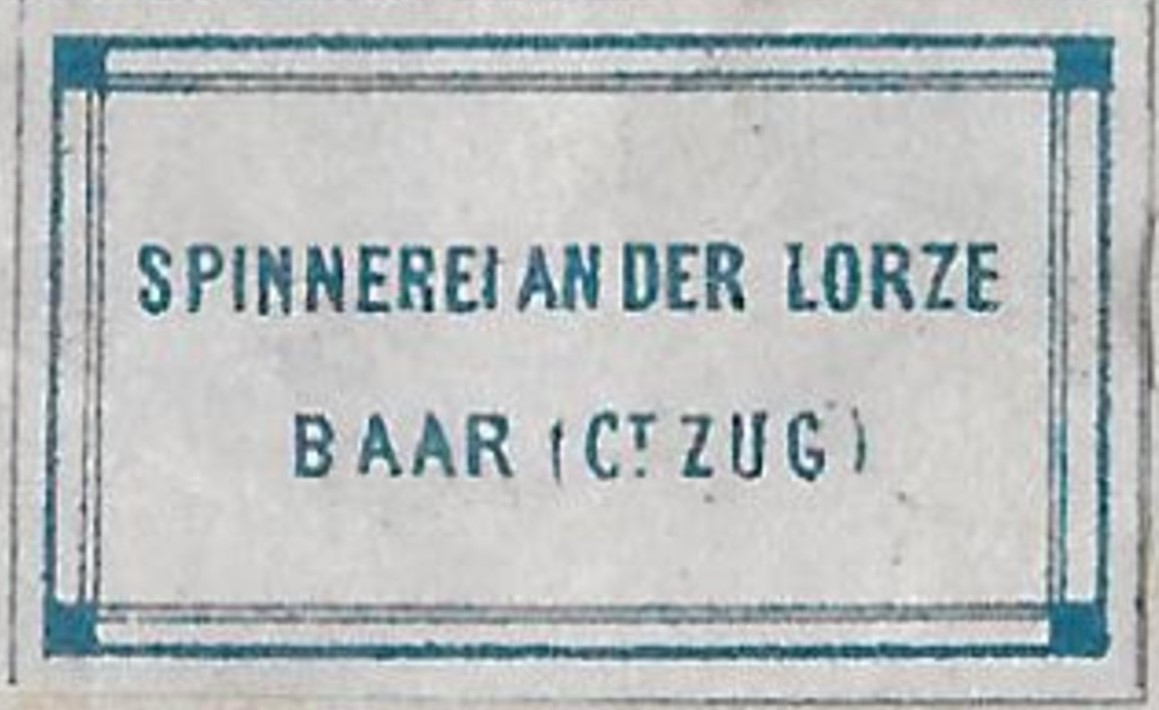 SPINNEREI AN DER LORZE
BAAR (CT ZUG)